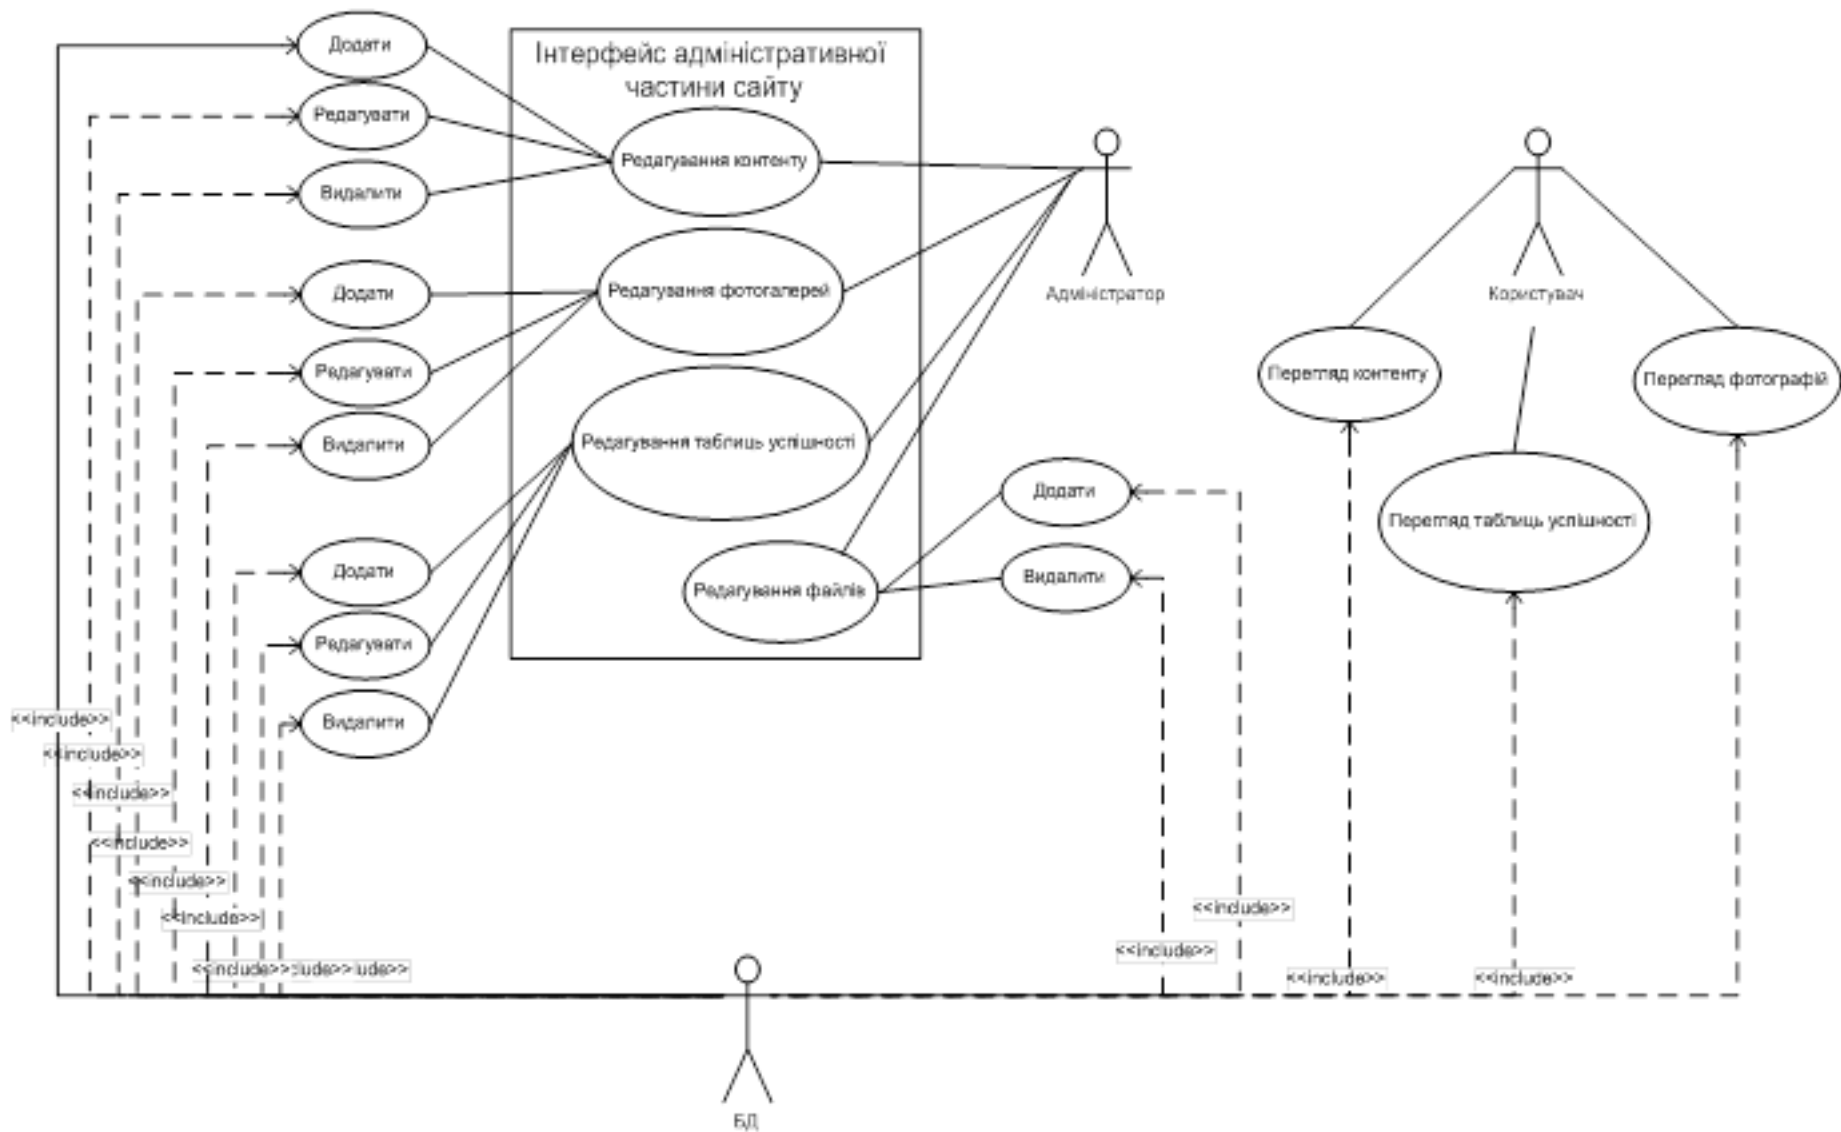 Додати
Інтерфейс адміністративної
частини сайту
Редагувати
Редагування контенту
Видалити
Додати
Редагування фотогалерей
Адміністратор
Користувач
Редагувати
Перегляд контенту
Перегляд фотографій
Видалити
Редагування таблиць успішності
Додати
Перегляд таблиць успішності
Додати
Видалити
Редагування файлів
Редагувати
Видалити
<<include>>
<<include>>
<<include>>
<<include>>
<<include>>
<<include>>
<<include>>
<<include>>
<<include>>
<<include>>
<<include>>
БД